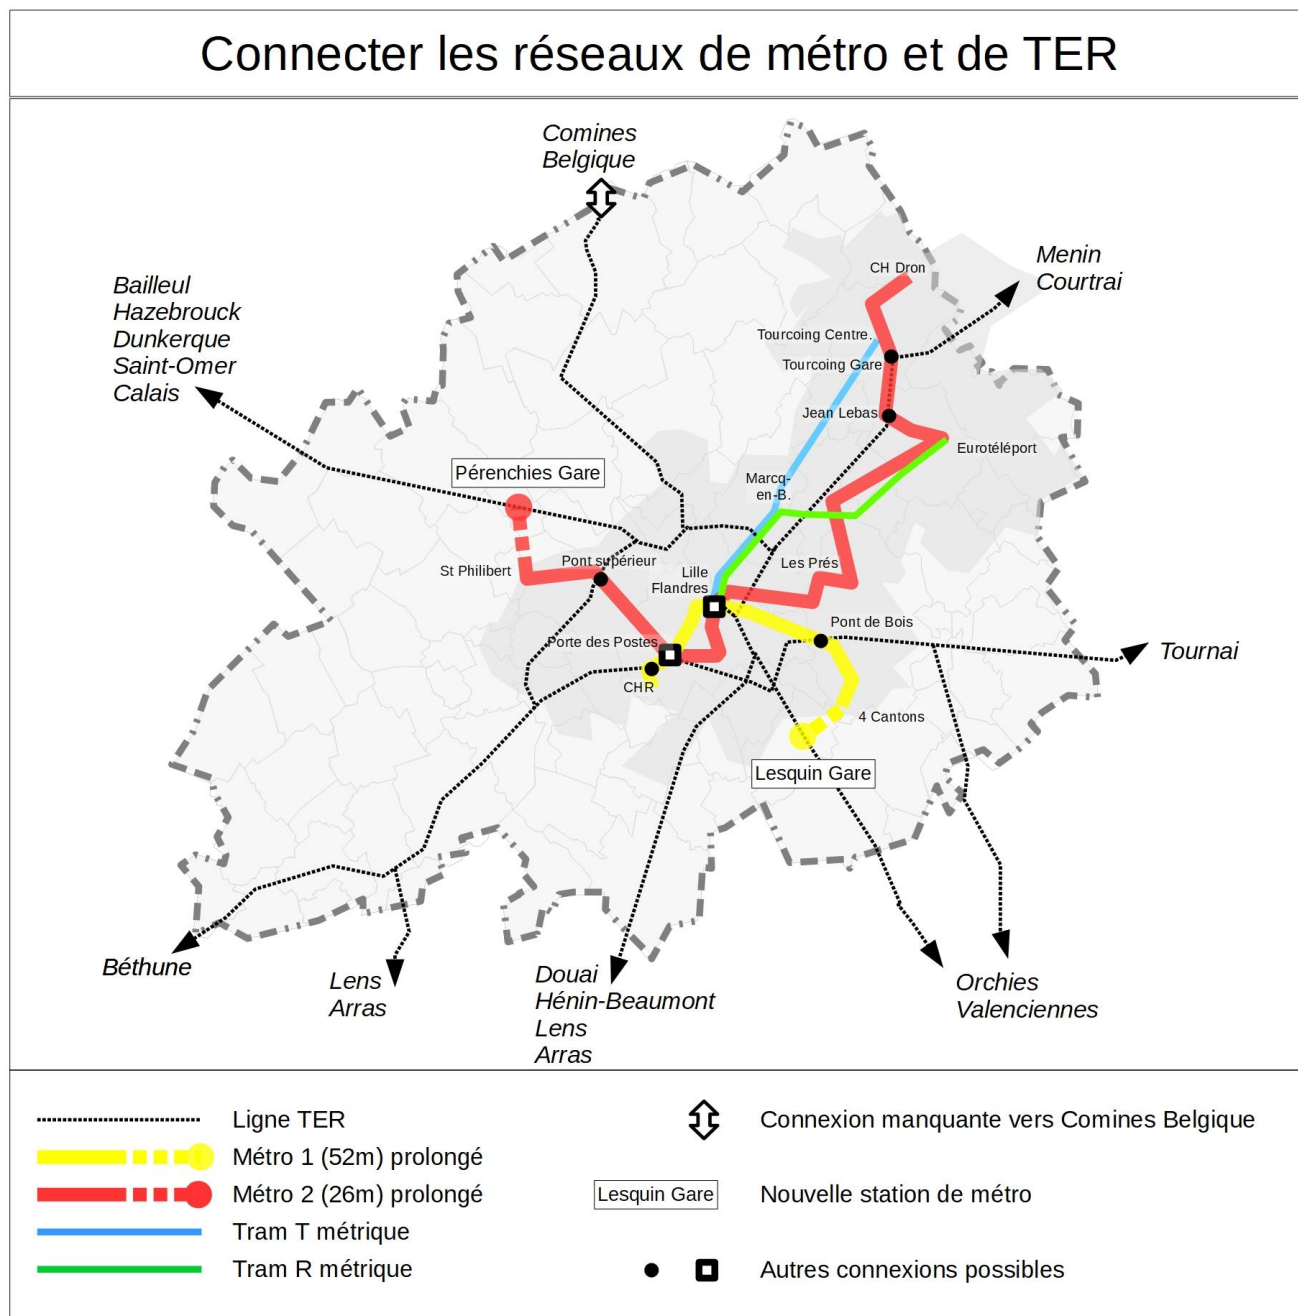 Connecter les réseaux de métro et de TER
Comines
Belgique
Menin
Courtrai
CH Dron
Bailleul
Hazebrouck
Dunkerque
Saint-Omer
Calais
Tourcoing Centre.
Tourcoing Gare
Jean Lebas
Eurotéléport
Pérenchies Gare
Marcq-
en-B.
Pont supérieur
St Philibert
Lille
Flandres
Les Prés
Pont de Bois
Porte des Postes
Tournai
CHR
4 Cantons
Lesquin Gare
Béthune
Lens
Arras
Douai
Hénin-Beaumont
Lens
Arras
Orchies
Valenciennes
Ligne TER
Métro 1 (52m) prolongé
Métro 2 (26m) prolongé
Tram T métrique
Tram R métrique
Connexion manquante vers Comines Belgique
Lesquin Gare
Nouvelle station de métro
Autres connexions possibles